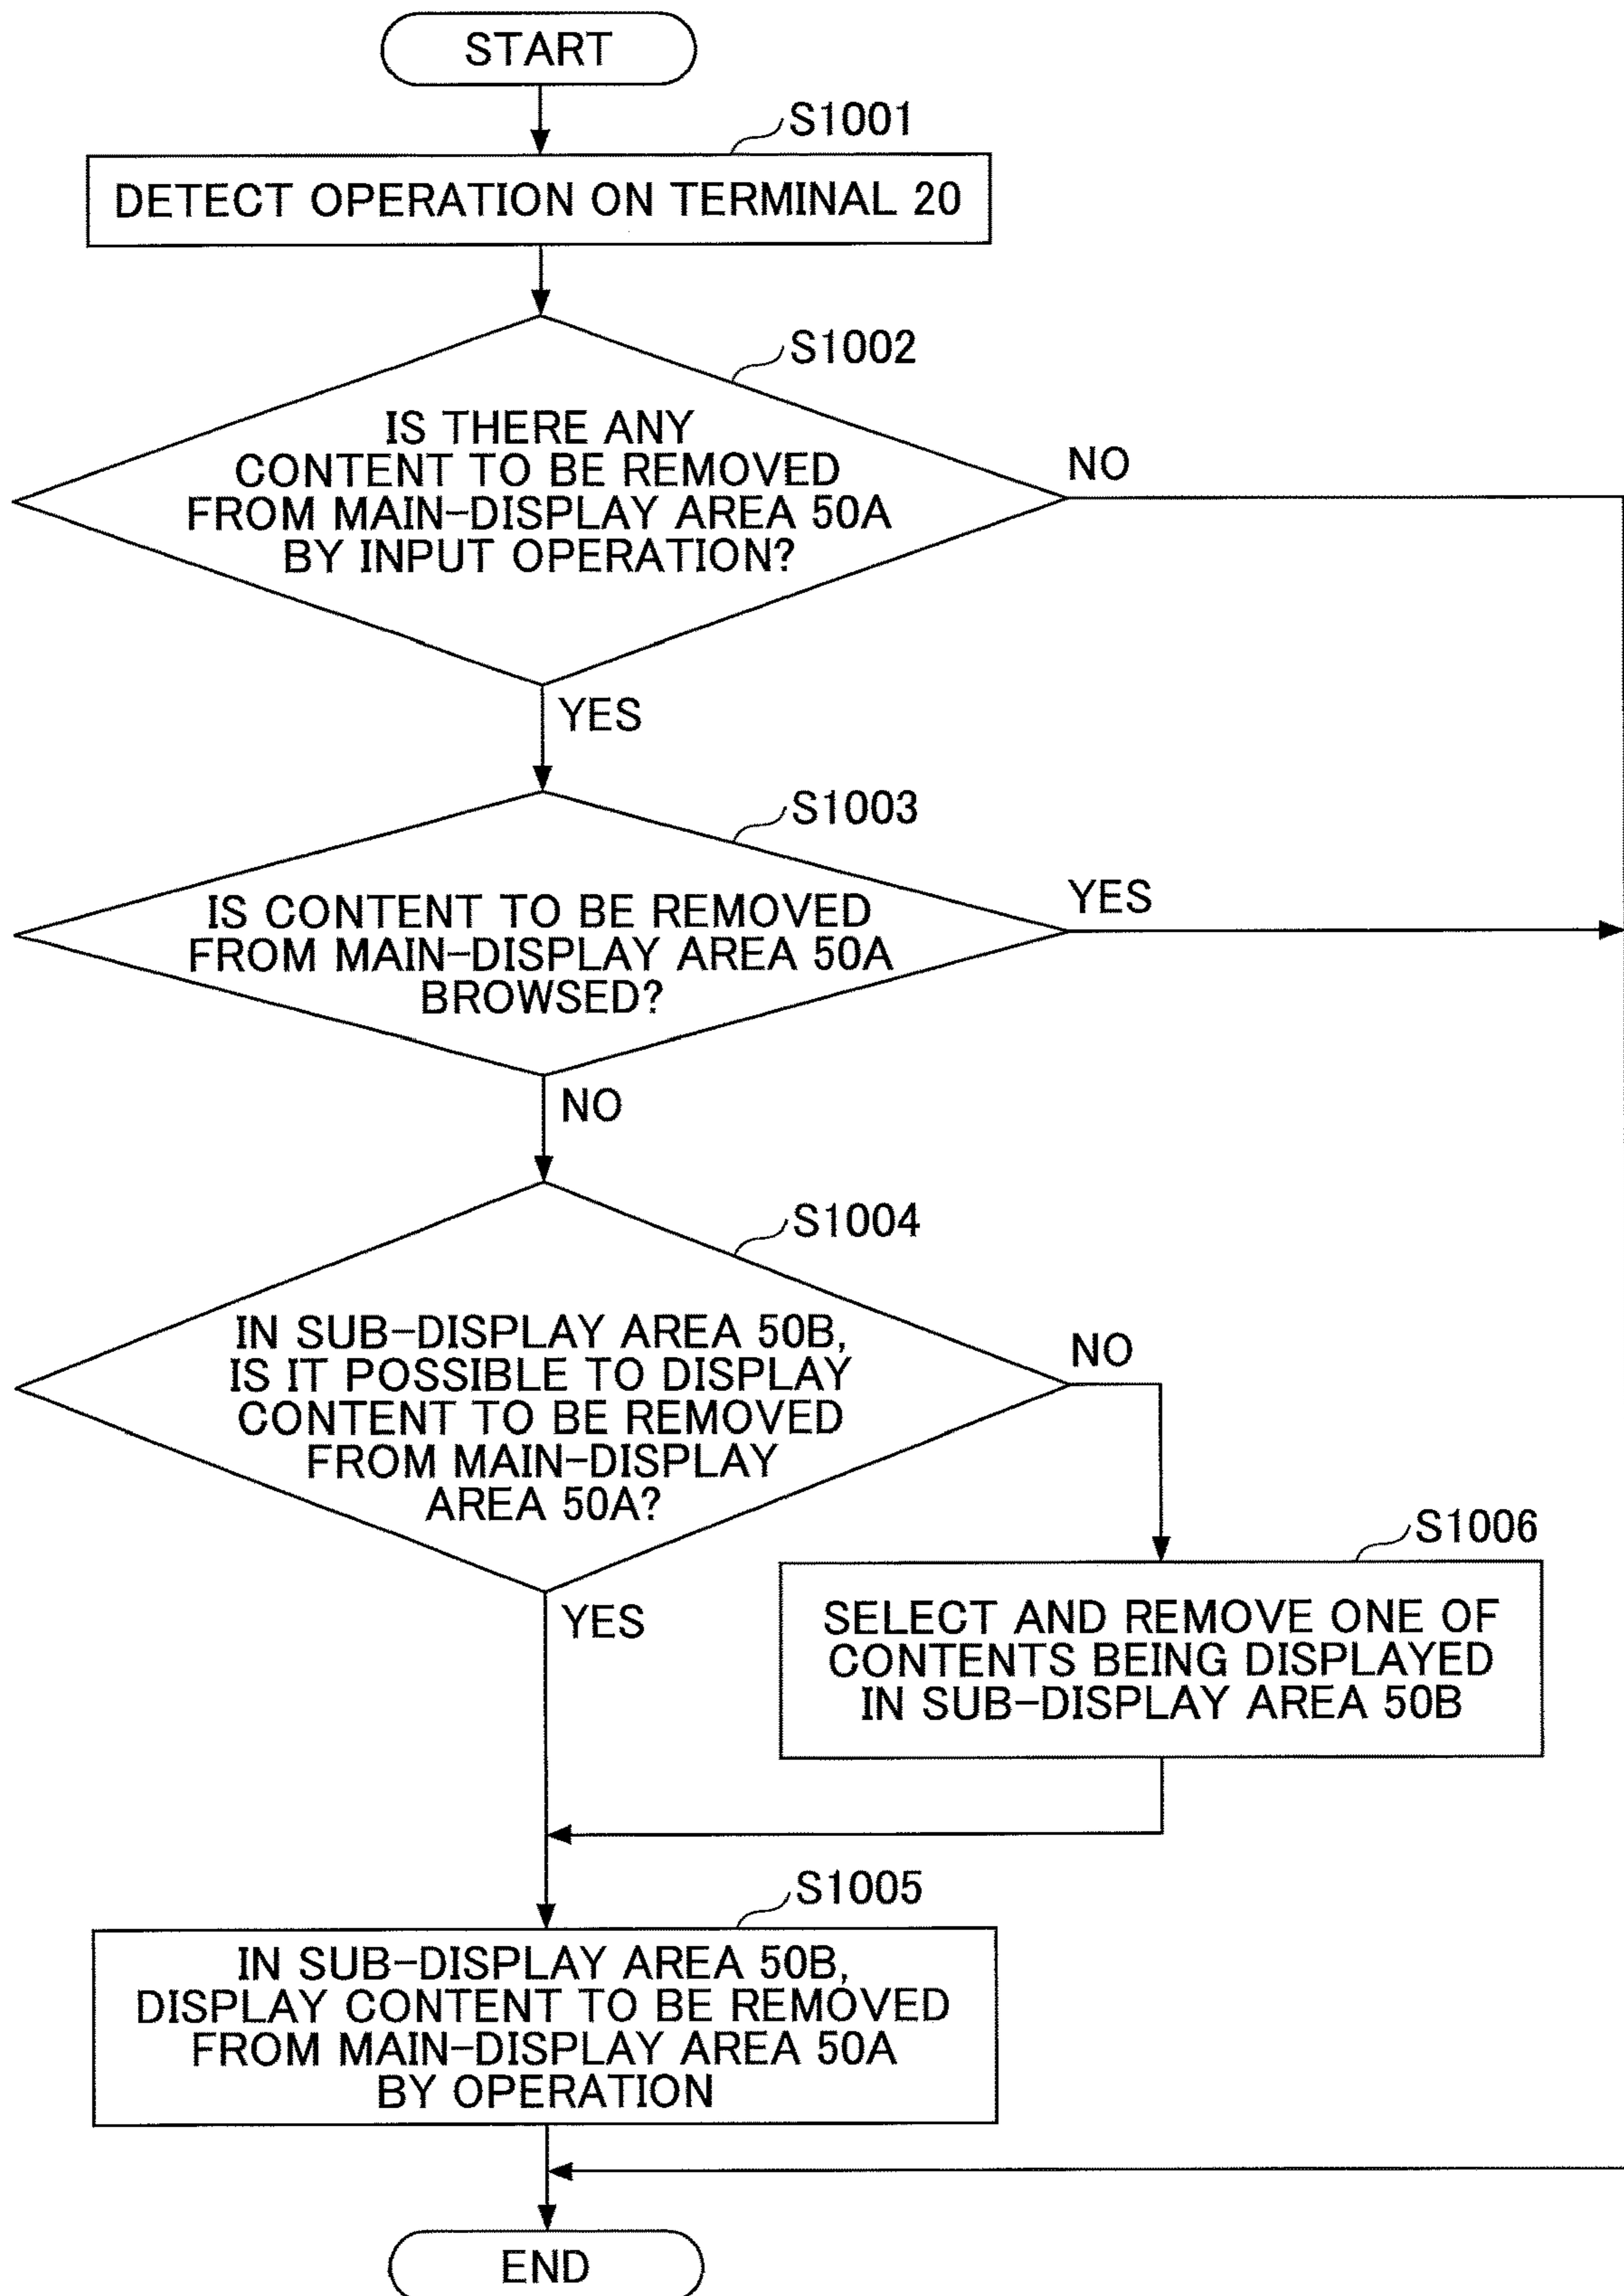 START
S1001
DETECT OPERATION ON TERMINAL 20
S1002
IS THERE ANY
CONTENT TO BE REMOVED
FROM MAIN-DISPLAY AREA 50A
BY INPUT OPERATION?
NO
YES
S1003
IS CONTENT TO BE REMOVED
FROM MAIN-DISPLAY AREA 50A
BROWSED?
YES
NO
S1004
IN SUB-DISPLAY AREA 50B,
IS IT POSSIBLE TO DISPLAY
CONTENT TO BE REMOVED
FROM MAIN-DISPLAY
AREA 50A?
NO
YES
S1006
SELECT AND REMOVE ONE OF
CONTENTS BEING DISPLAYED
IN SUB-DISPLAY AREA 50B
S1005
IN SUB-DISPLAY AREA 50B,
DISPLAY CONTENT TO BE REMOVED
FROM MAIN-DISPLAY AREA 50A
BY OPERATION
END